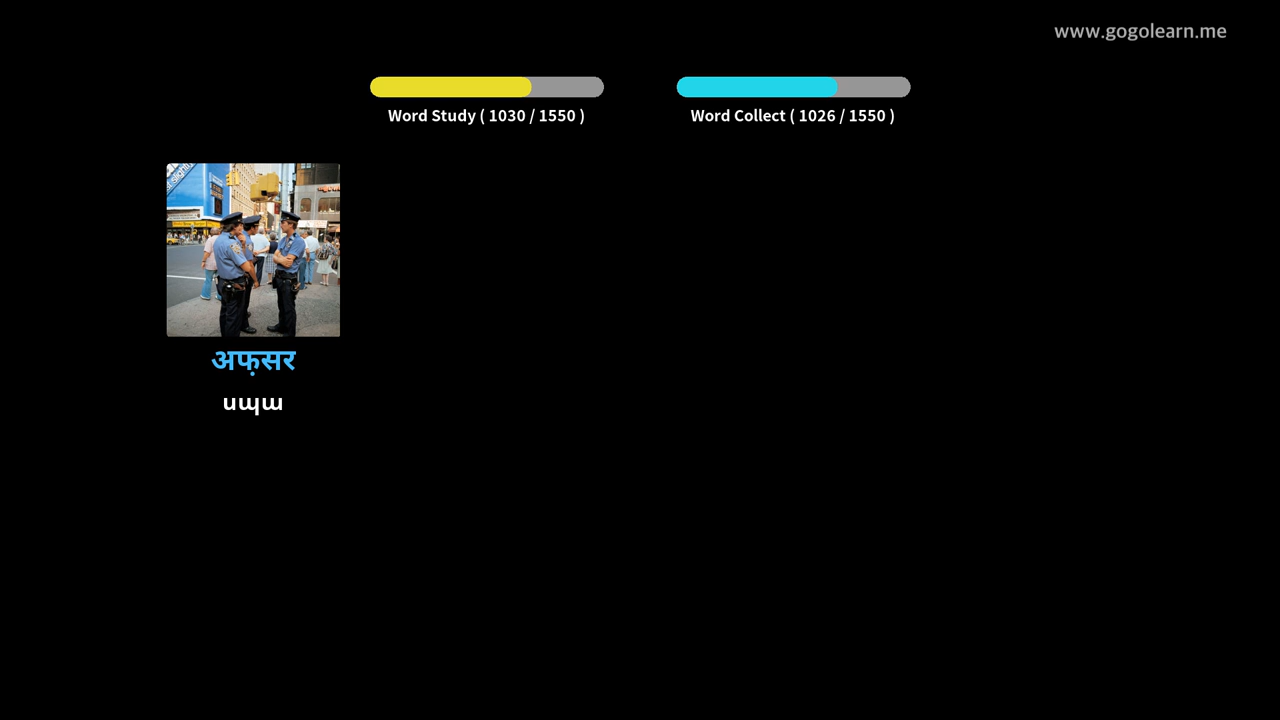 www.gogolearn.me
Word Study ( 1030 / 1550 )
Word Collect ( 1026 / 1550 )
अफ़सर
սպա